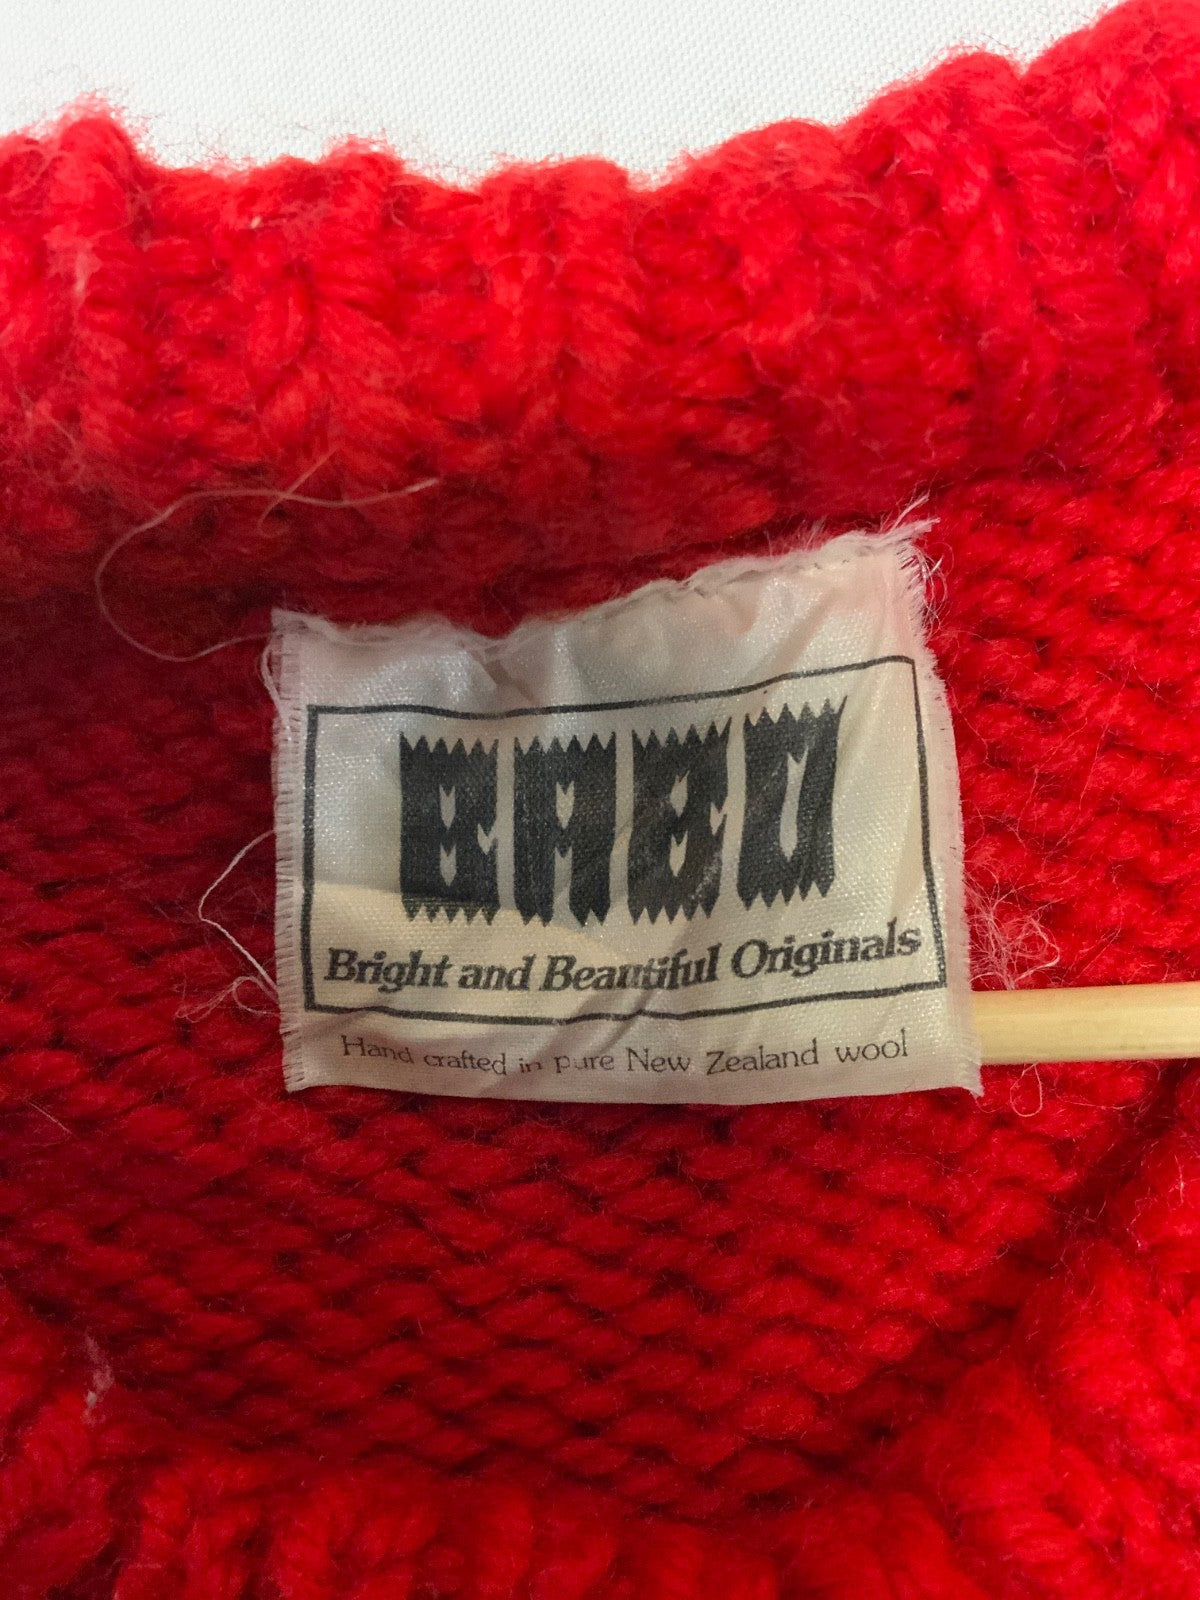 BABO
Bright and Beautiful Originals
Hand crafted in pure New Zealand wool